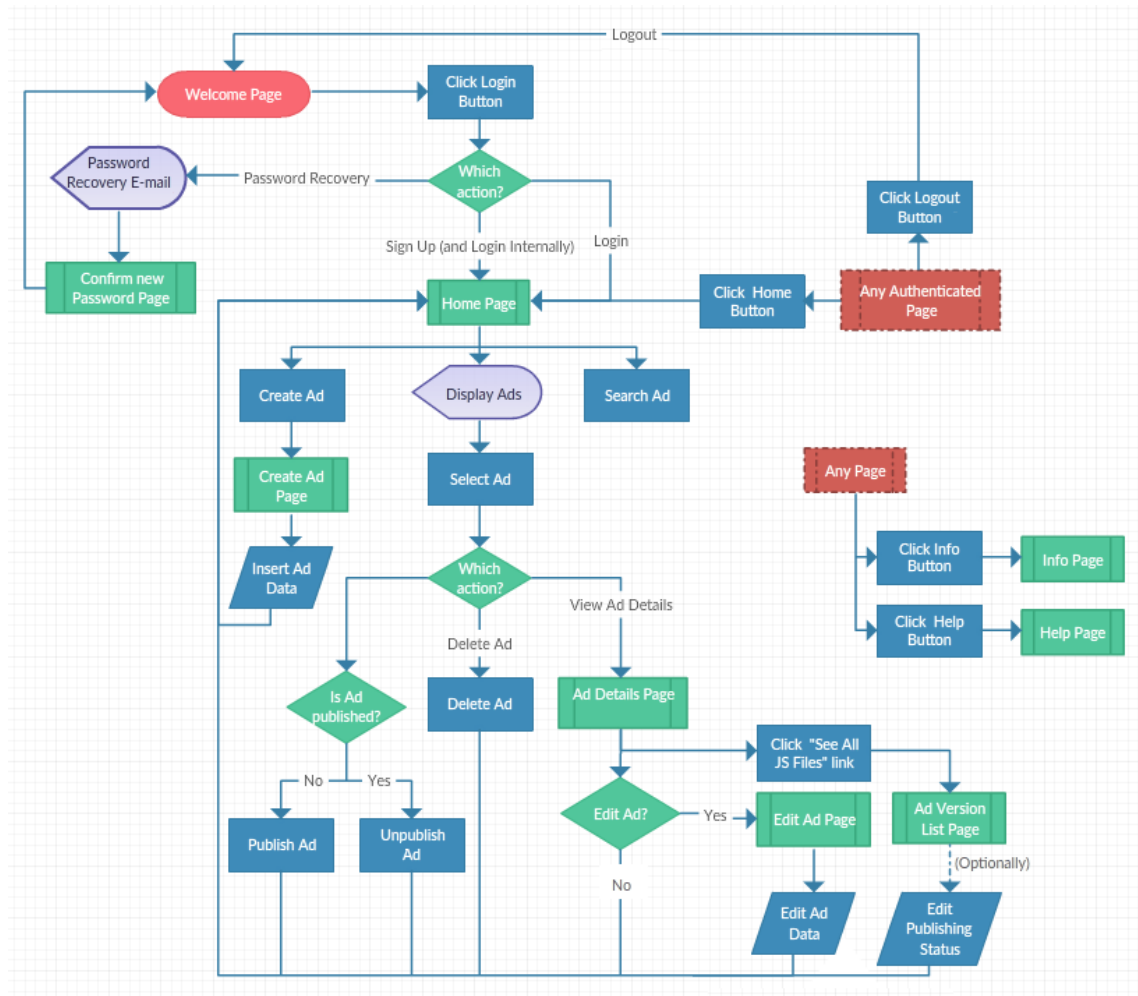 Logout
Welcome Page
Click Login
Button
Password
Recovery E-mail
Password Recovery
Which
action?
Click Logout
Button
Sign Up (and Login Internally)
Login
Confirm new
Password Page
Home Page
Click Home
Button
Any Authenticated
Page
Create Ad
Display Ads
Search Ad
Create Ad
Page
Select Ad
Any Page
Insert Ad
Data
Which
action?
Click Info
Button
Info Page
View Ad Details
Click Help
Button
Help Page
Delete Ad
Is Ad
published?
Delete Ad
Ad Details Page
Click "See All
JS Files" link
No
Yes
Publish Ad
Unpublish
Ad
Edit Ad?
Yes
Edit Ad Page
Ad Version
List Page
(Optionally)
No
Edit Ad
Data
Edit
Publishing
Status